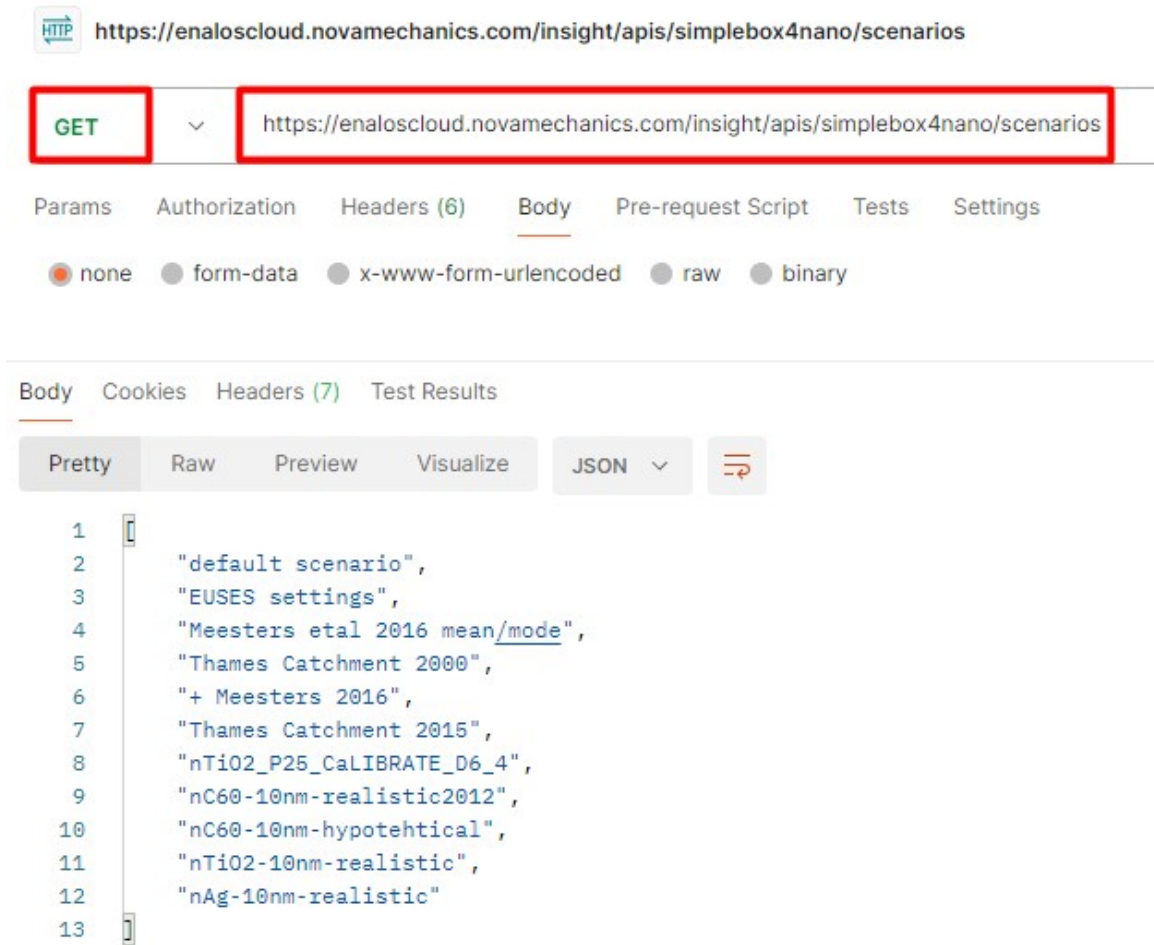 HTTP https://enaloscloud.novamechanics.com/insight/apis/simplebox4nano/scenarios
GET https://enaloscloud.novamechanics.com/insight/apis/simplebox4nano/scenarios
Params Authorization Headers (6) Body Pre-request Script Tests Settings
none form-data x-www-form-urlencoded raw binary
Body Cookies Headers (7) Test Results
Pretty Raw Preview Visualize JSON
1 [
2 "default scenario",
3 "EUSES settings",
4 "Meesters etal 2016 mean/mode",
5 "Thames Catchment 2000",
6 "+ Meesters 2016",
7 "Thames Catchment 2015",
8 "nTiO2_P25_CaLIBRATE_D6_4",
9 "nC60-10nm-realistic2012",
10 "nC60-10nm-hypotehtical",
11 "nTiO2-10nm-realistic",
12 "nAg-10nm-realistic"
13 ]